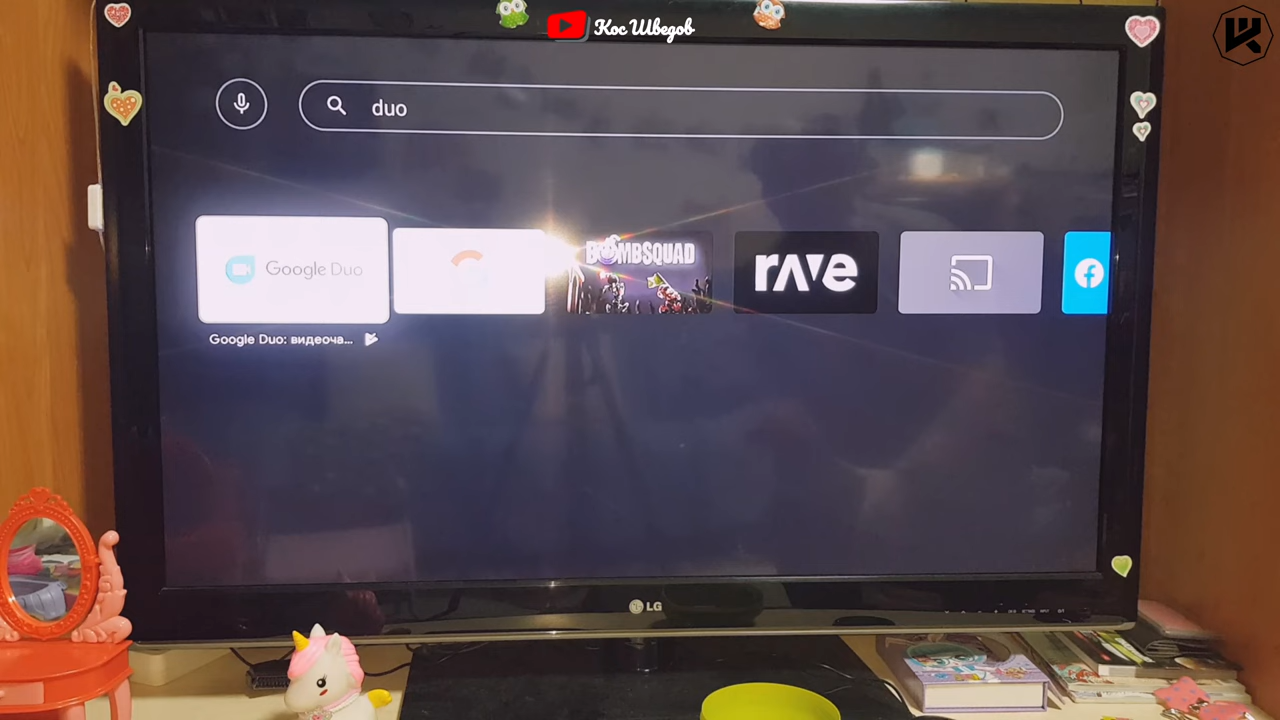 Кос Шведов
duo
Google Duo
BOMBSQUAD
rave
Google Duo: видеоча...
LG